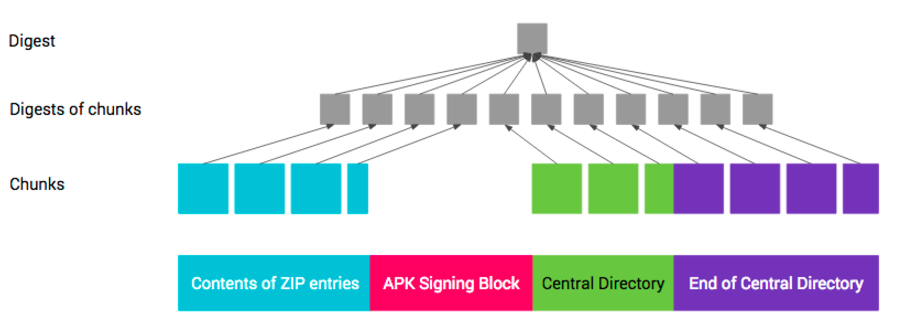 Digest
Digests of chunks
Chunks
Contents of ZIP entries
APK Signing Block
Central Directory
End of Central Directory